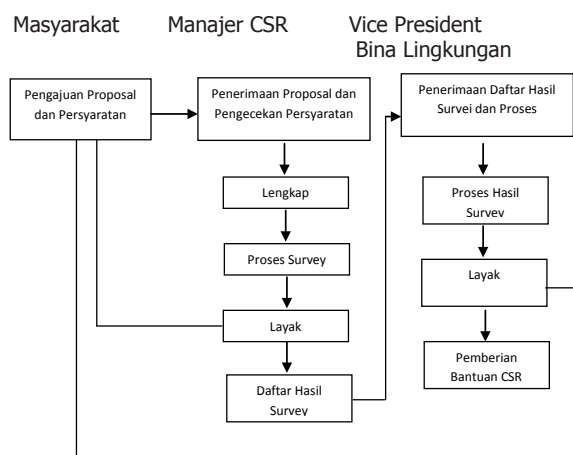 Masyarakat
Manajer CSR
Vice President
Bina Lingkungan
Pengajuan Proposal
dan Persyaratan
Penerimaan Proposal dan
Pengecekan Persyaratan
Lengkap
Proses Survey
Layak
Daftar Hasil
Survey
Penerimaan Daftar Hasil
Survei dan Proses
Proses Hasil
Survey
Layak
Pemberian
Bantuan CSR